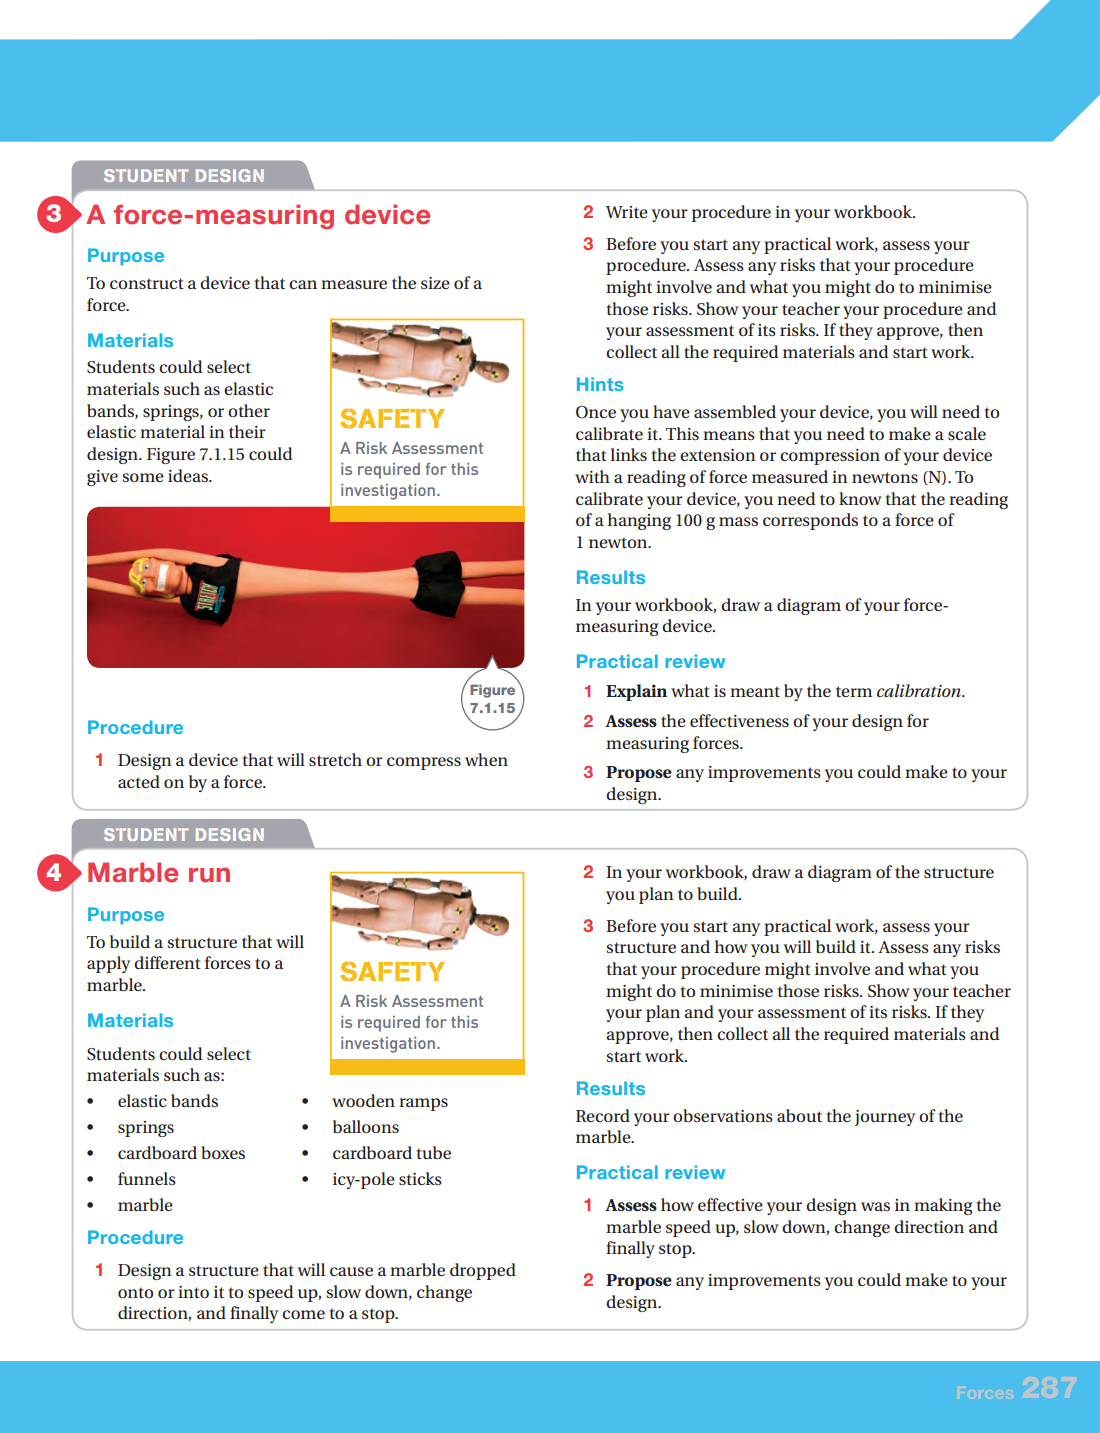 STUDENT DESIGN
3
A force-measuring device
Purpose
To construct a device that can measure the size of a
force.
Materials
Students could select
materials such as elastic
bands, springs, or other
elastic material in their
design. Figure 7.1.15 could
give some ideas.
SAFETY
A Risk Assessment
is required for this
investigation.
Figure
7.1.15
Procedure
1 Design a device that will stretch or compress when
acted on by a force.
2 Write your procedure in your workbook.
3 Before you start any practical work, assess your
procedure. Assess any risks that your procedure
might involve and what you might do to minimise
those risks. Show your teacher your procedure and
your assessment of its risks. If they approve, then
collect all the required materials and start work.
Hints
Once you have assembled your device, you will need to
calibrate it. This means that you need to make a scale
that links the extension or compression of your device
with a reading of force measured in newtons (N). To
calibrate your device, you need to know that the reading
of a hanging 100 g mass corresponds to a force of
1 newton.
Results
In your workbook, draw a diagram of your force-
measuring device.
Practical review
1 Explain what is meant by the term calibration.
2 Assess the effectiveness of your design for
measuring forces.
3 Propose any improvements you could make to your
design.
STUDENT DESIGN
4
Marble run
Purpose
To build a structure that will
apply different forces to a
marble.
Materials
Students could select
materials such as:
• elastic bands
• springs
• cardboard boxes
• funnels
• marble
• wooden ramps
• balloons
• cardboard tube
• icy-pole sticks
SAFETY
A Risk Assessment
is required for this
investigation.
Procedure
1 Design a structure that will cause a marble dropped
onto or into it to speed up, slow down, change
direction, and finally come to a stop.
2 In your workbook, draw a diagram of the structure
you plan to build.
3 Before you start any practical work, assess your
structure and how you will build it. Assess any risks
that your procedure might involve and what you
might do to minimise those risks. Show your teacher
your plan and your assessment of its risks. If they
approve, then collect all the required materials and
start work.
Results
Record your observations about the journey of the
marble.
Practical review
1 Assess how effective your design was in making the
marble speed up, slow down, change direction and
finally stop.
2 Propose any improvements you could make to your
design.
Forces 287